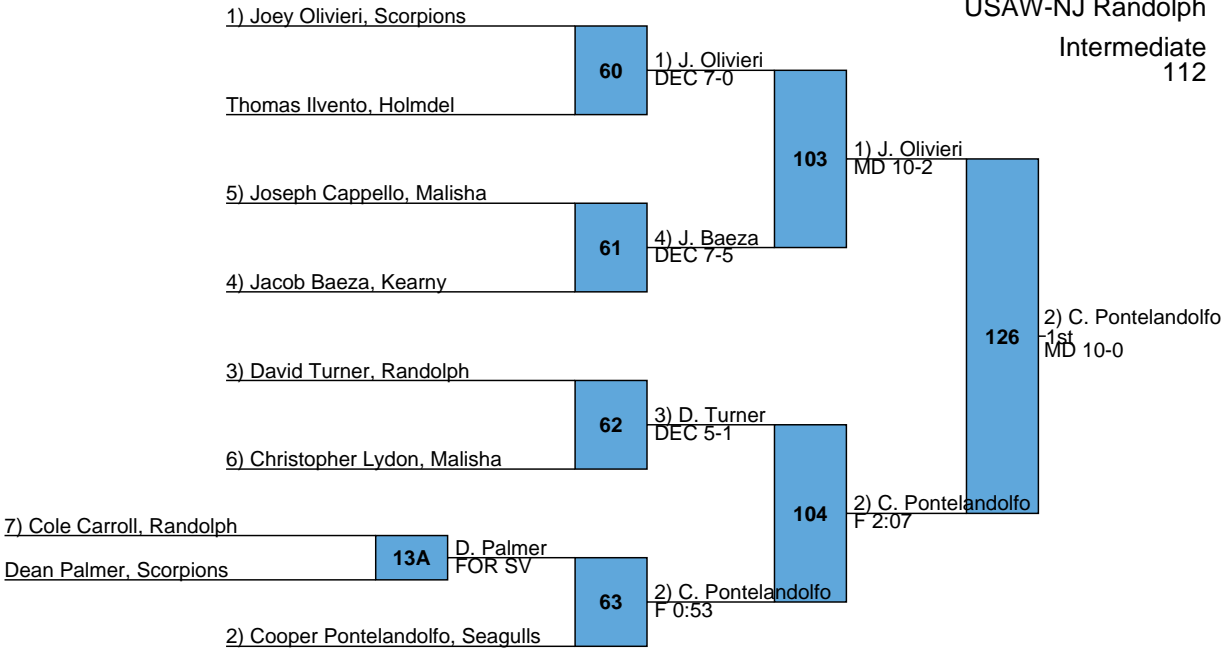 USAW-NJ Randolph
Intermediate
112
1) Joey Olivieri, Scorpions
60
1) J. Olivieri
DEC 7-0
Thomas Ilvento, Holmdel
103
1) J. Olivieri
MD 10-2
5) Joseph Cappello, Malisha
61
4) J. Baeza
DEC 7-5
4) Jacob Baeza, Kearny
126
2) C. Pontelandolfo
1st
MD 10-0
3) David Turner, Randolph
62
3) D. Turner
DEC 5-1
6) Christopher Lydon, Malisha
104
2) C. Pontelandolfo
F 2:07
7) Cole Carroll, Randolph
13A
D. Palmer
FOR SV
Dean Palmer, Scorpions
63
2) C. Pontelandolfo
F 0:53
2) Cooper Pontelandolfo, Seagulls